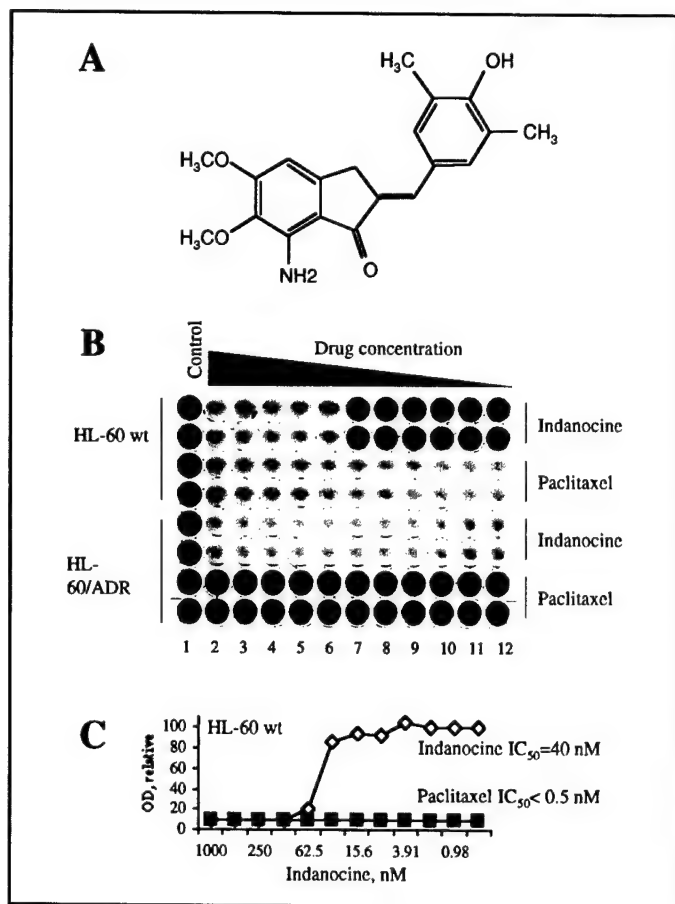 A
H₃C
OH
CH₃
H₃CO
H₃CO
NH2
O
B
Control
Drug concentration
HL-60 wt
Indanocine
Paclitaxel
HL-
60/ADR
Indanocine
Paclitaxel
1 2 3 4 5 6 7 8 9 10 11 12
C
HL-60 wt
OD, relative
100
80
60
40
20
0
Indanocine IC₅₀=40 nM
Paclitaxel IC₅₀< 0.5 nM
1000 250 62.5 15.6 3.91 0.98
Indanocine, nM